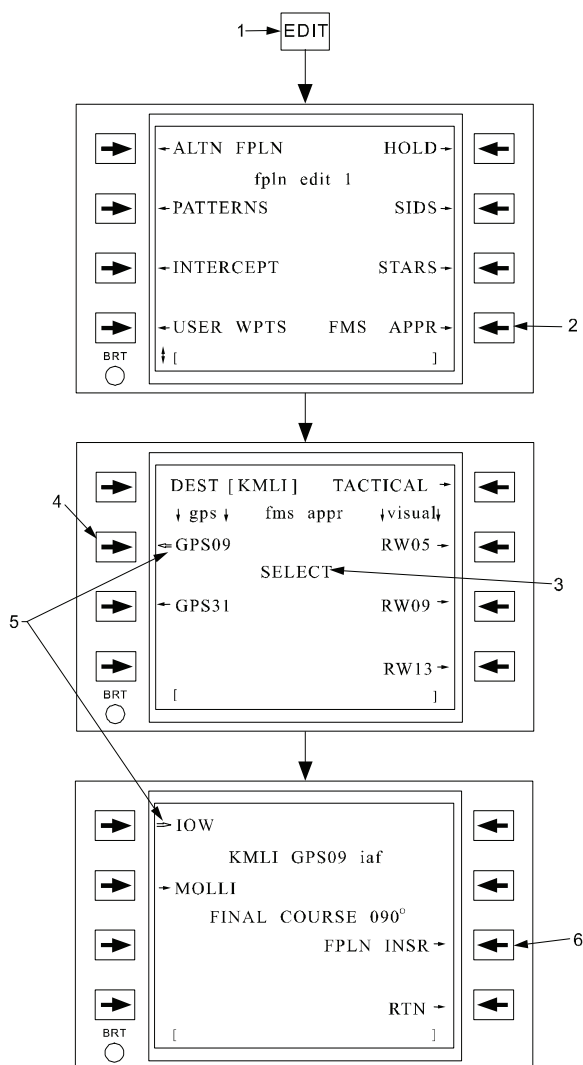 1 EDIT
←ALTN FPLN HOLD→
fpln edit 1
←PATTERNS SIDS→
←INTERCEPT STARS→
←USER WPTS FMS APPR→ 2
BRT [ ]
DEST [KMLI] TACTICAL →
4
↓ gps ↓ fms appr ↓visual↓
⇐GPS09 RW05→
SELECT 3
5 ←GPS31 RW09→
RW13→
BRT [ ]
⇒IOW
KMLI GPS09 iaf
→MOLLI
FINAL COURSE 090°
FPLN INSR→ 6
RTN →
BRT [ ]